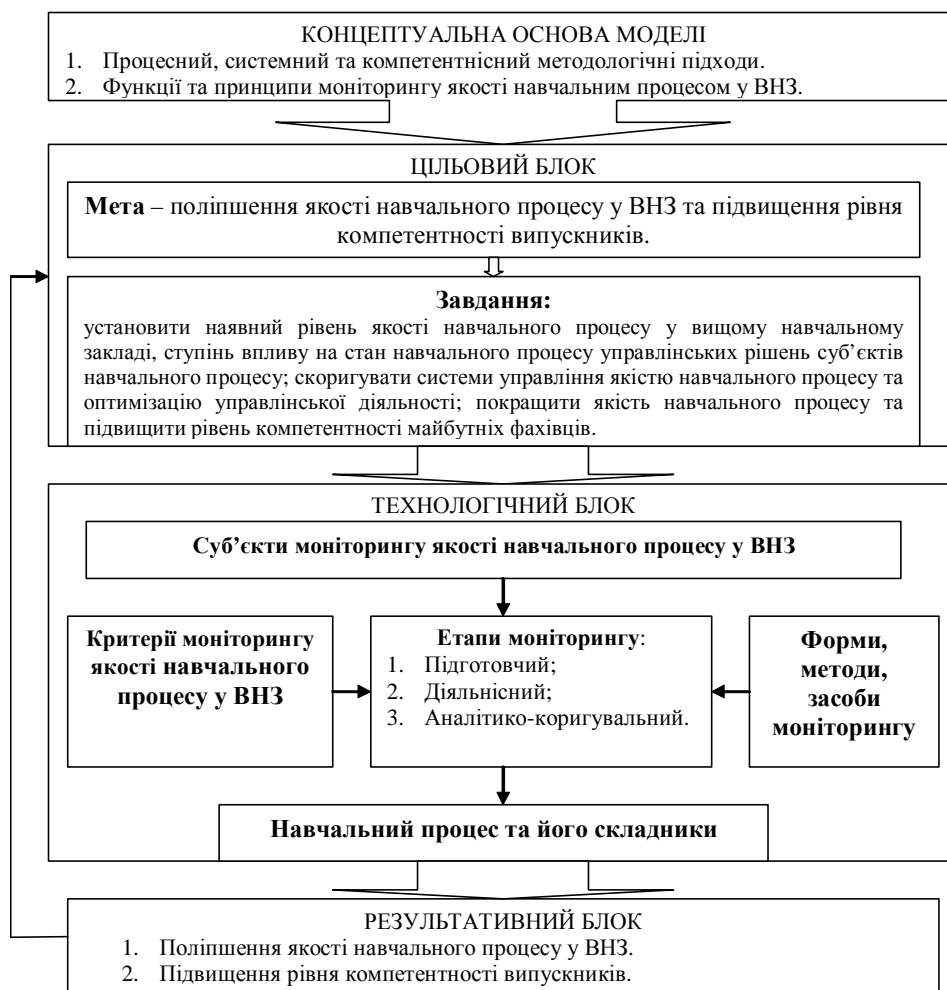 КОНЦЕПТУАЛЬНА ОСНОВА МОДЕЛІ
1. Процесний, системний та компетентнісний методологічні підходи.
2. Функції та принципи моніторингу якості навчальним процесом у ВНЗ.
ЦІЛЬОВИЙ БЛОК
Мета – поліпшення якості навчального процесу у ВНЗ та підвищення рівня
компетентності випускників.
Завдання:
установити наявний рівень якості навчального процесу у вищому навчальному
закладі, ступінь впливу на стан навчального процесу управлінських рішень суб’єктів
навчального процесу; скоригувати системи управління якістю навчального процесу та
оптимізацію управлінської діяльності; покращити якість навчального процесу та
підвищити рівень компетентності майбутніх фахівців.
ТЕХНОЛОГІЧНИЙ БЛОК
Суб’єкти моніторингу якості навчального процесу у ВНЗ
Критерії моніторингу
якості навчального
процесу у ВНЗ
Етапи моніторингу:
1. Підготовчий;
2. Діяльнісний;
3. Аналітико-коригувальний.
Форми,
методи,
засоби
моніторингу
Навчальний процес та його складники
РЕЗУЛЬТАТИВНИЙ БЛОК
1. Поліпшення якості навчального процесу у ВНЗ.
2. Підвищення рівня компетентності випускників.